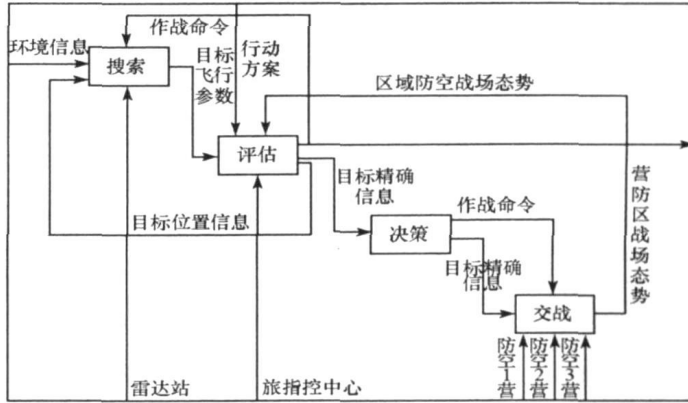 作战命令
环境信息
搜索
目标
飞行
参数
行动
方案
区域防空战场态势
评估
目标精确
信息
营防区战场态势
目标位置信息
作战命令
决策
目标精确
信息
交战
防空1营
防空2营
防空3营
雷达站
旅指控中心